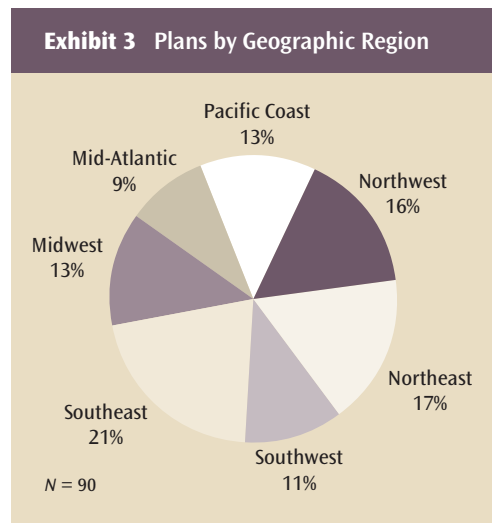 Exhibit 3 Plans by Geographic Region
Pacific Coast
13%
Mid-Atlantic
9%
Northwest
16%
Midwest
13%
Northeast
17%
Southeast
21%
Southwest
11%
N = 90